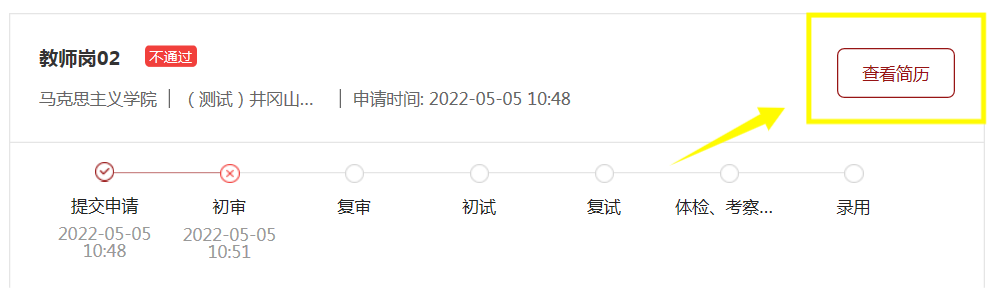 教师岗02 不通过
查看简历
马克思主义学院 | （测试）井冈山... | 申请时间: 2022-05-05 10:48
提交申请 初审 复审 初试 复试 体检、考察... 录用
2022-05-05 2022-05-05
10:48 10:51